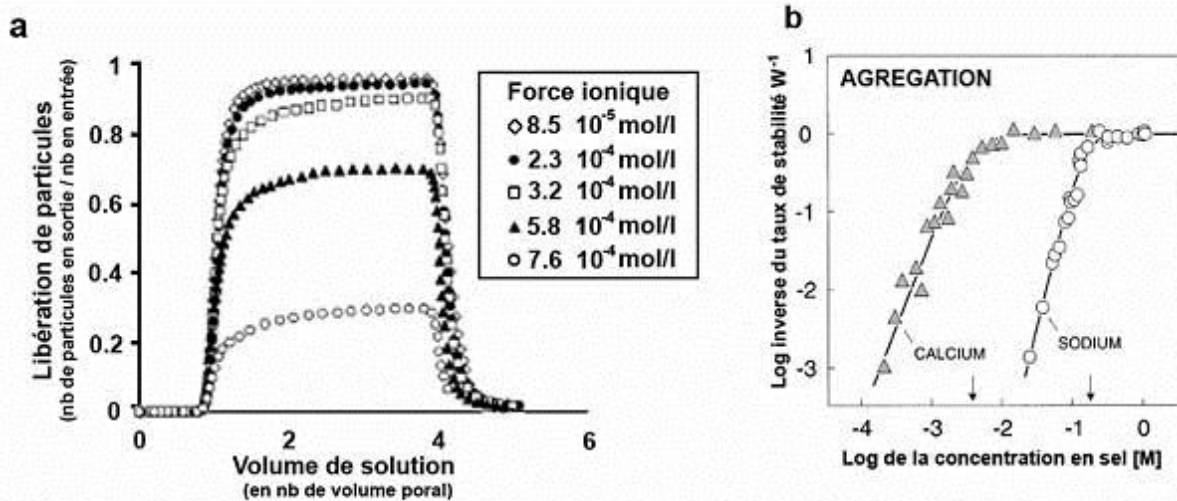 a
Libération de particules
(nb de particules en sortie / nb en entrée)
1
0.8
0.6
0.4
0.2
0
0
2
4
6
Volume de solution
(en nb de volume poral)
Force ionique
8.5 10⁻⁵ mol/l
2.3 10⁻⁴ mol/l
3.2 10⁻⁴ mol/l
5.8 10⁻⁴ mol/l
7.6 10⁻⁴ mol/l
b
AGREGATION
Log inverse du taux de stabilité W⁻¹
1
0
-1
-2
-3
CALCIUM
SODIUM
-4
-3
-2
-1
0
Log de la concentration en sel [M]